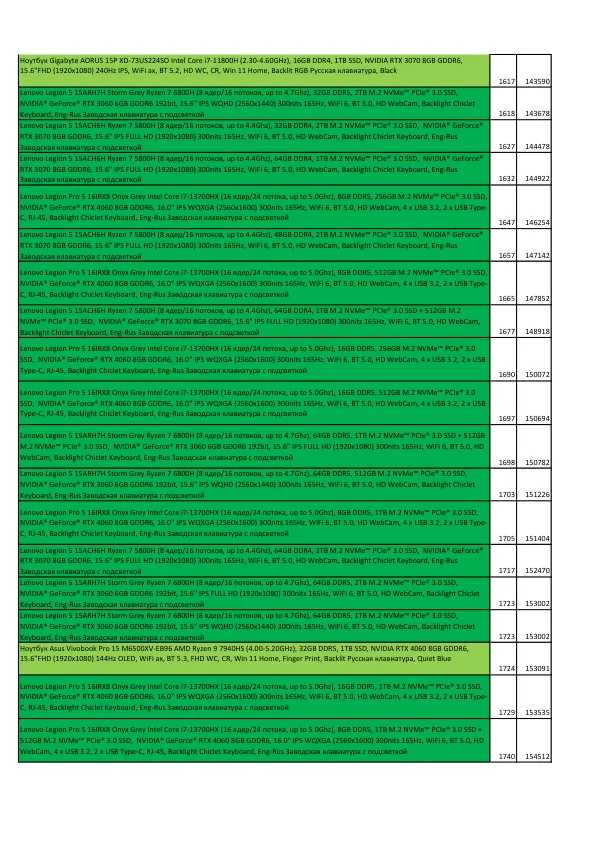 Ноутбук Gigabyte AORUS 15P XD-73US224SO Intel Core i7-11800H (2.30-4.60GHz), 16GB DDR4, 1TB SSD, NVIDIA RTX 3070 8GB GDDR6,
15.6"FHD (1920x1080) 240Hz IPS, WiFi ax, BT 5.2, HD WC, CR, Win 11 Home, Backlit RGB Русская клавиатура, Black
1617 143590
Lenovo Legion 5 15ARH7H Storm Grey Ryzen 7 6800H (8 ядер/16 потоков, up to 4.7Ghz), 32GB DDR5, 2TB M.2 NVMe™ PCIe® 3.0 SSD,
NVIDIA® GeForce® RTX 3060 6GB GDDR6 192bit, 15.6" IPS WQHD (2560x1440) 300nits 165Hz, WiFi 6, BT 5.0, HD WebCam, Backlight Chiclet
Keyboard, Eng-Rus Заводская клавиатура с подсветкой
1618 143678
Lenovo Legion 5 15ACH6H Ryzen 7 5800H (8 ядер/16 потоков, up to 4.4Ghz), 32GB DDR4, 2TB M.2 NVMe™ PCIe® 3.0 SSD, NVIDIA® GeForce®
RTX 3070 8GB GDDR6, 15.6" IPS FULL HD (1920x1080) 300nits 165Hz, WiFi 6, BT 5.0, HD WebCam, Backlight Chiclet Keyboard, Eng-Rus
Заводская клавиатура с подсветкой
1627 144478
Lenovo Legion 5 15ACH6H Ryzen 7 5800H (8 ядер/16 потоков, up to 4.4Ghz), 64GB DDR4, 2TB M.2 NVMe™ PCIe® 3.0 SSD, NVIDIA® GeForce®
RTX 3070 8GB GDDR6, 15.6" IPS FULL HD (1920x1080) 300nits 165Hz, WiFi 6, BT 5.0, HD WebCam, Backlight Chiclet Keyboard, Eng-Rus
Заводская клавиатура с подсветкой
1632 144922
Lenovo Legion Pro 5 16IRX8 Onyx Grey Intel Core i7-13700HX (16 ядер/24 потока, up to 5.0Ghz), 8GB DDR5, 256GB M.2 NVMe™ PCIe® 3.0
SSD, NVIDIA® GeForce® RTX 4060 8GB GDDR6, 16.0" IPS WQXGA (2560x1600) 300nits 165Hz, WiFi 6, BT 5.0, HD WebCam, 4 x USB 3.2, 2 x USB Type-
C, RJ-45, Backlight Chiclet Keyboard, Eng-Rus Заводская клавиатура с подсветкой
1647 146254
Lenovo Legion 5 15ACH6H Ryzen 7 5800H (8 ядер/16 потоков, up to 4.4Ghz), 48GB DDR4, 2TB M.2 NVMe™ PCIe® 3.0 SSD, NVIDIA® GeForce®
RTX 3070 8GB GDDR6, 15.6" IPS FULL HD (1920x1080) 300nits 165Hz, WiFi 6, BT 5.0, HD WebCam, Backlight Chiclet Keyboard, Eng-Rus
Заводская клавиатура с подсветкой
1657 147142
Lenovo Legion Pro 5 16IRX8 Onyx Grey Intel Core i7-13700HX (16 ядер/24 потока, up to 5.0Ghz), 8GB DDR5, 512GB M.2 NVMe™ PCIe® 3.0
SSD, NVIDIA® GeForce® RTX 4060 8GB GDDR6, 16.0" IPS WQXGA (2560x1600) 300nits 165Hz, WiFi 6, BT 5.0, HD WebCam, 4 x USB 3.2, 2 x USB Type-
C, RJ-45, Backlight Chiclet Keyboard, Eng-Rus Заводская клавиатура с подсветкой
1665 147852
Lenovo Legion 5 15ACH6H Ryzen 7 5800H (8 ядер/16 потоков, up to 4.4Ghz), 64GB DDR4, 1TB M.2 NVMe™ PCIe® 3.0 SSD + 512GB M.2
NVMe™ PCIe® 3.0 SSD, NVIDIA® GeForce® RTX 3070 8GB GDDR6, 15.6" IPS FULL HD (1920x1080) 300nits 165Hz, WiFi 6, BT 5.0, HD WebCam,
Backlight Chiclet Keyboard, Eng-Rus Заводская клавиатура с подсветкой
1677 148918
Lenovo Legion Pro 5 16IRX8 Onyx Grey Intel Core i7-13700HX (16 ядер/24 потока, up to 5.0Ghz), 16GB DDR5, 256GB M.2 NVMe™ PCIe® 3.0
SSD, NVIDIA® GeForce® RTX 4060 8GB GDDR6, 16.0" IPS WQXGA (2560x1600) 300nits 165Hz, WiFi 6, BT 5.0, HD WebCam, 4 x USB 3.2, 2 x USB
Type-C, RJ-45, Backlight Chiclet Keyboard, Eng-Rus Заводская клавиатура с подсветкой
1690 150072
Lenovo Legion Pro 5 16IRX8 Onyx Grey Intel Core i7-13700HX (16 ядер/24 потока, up to 5.0Ghz), 16GB DDR5, 512GB M.2 NVMe™ PCIe® 3.0
SSD, NVIDIA® GeForce® RTX 4060 8GB GDDR6, 16.0" IPS WQXGA (2560x1600) 300nits 165Hz, WiFi 6, BT 5.0, HD WebCam, 4 x USB 3.2, 2 x USB
Type-C, RJ-45, Backlight Chiclet Keyboard, Eng-Rus Заводская клавиатура с подсветкой
1697 150694
Lenovo Legion 5 15ARH7H Storm Grey Ryzen 7 6800H (8 ядер/16 потоков, up to 4.7Ghz), 64GB DDR5, 1TB M.2 NVMe™ PCIe® 3.0 SSD + 512GB
M.2 NVMe™ PCIe® 3.0 SSD, NVIDIA® GeForce® RTX 3060 6GB GDDR6 192bit, 15.6" IPS FULL HD (1920x1080) 300nits 165Hz, WiFi 6, BT 5.0, HD
WebCam, Backlight Chiclet Keyboard, Eng-Rus Заводская клавиатура с подсветкой
1698 150782
Lenovo Legion 5 15ARH7H Storm Grey Ryzen 7 6800H (8 ядер/16 потоков, up to 4.7Ghz), 64GB DDR5, 512GB M.2 NVMe™ PCIe® 3.0 SSD,
NVIDIA® GeForce® RTX 3060 6GB GDDR6 192bit, 15.6" IPS WQHD (2560x1440) 300nits 165Hz, WiFi 6, BT 5.0, HD WebCam, Backlight Chiclet
Keyboard, Eng-Rus Заводская клавиатура с подсветкой
1703 151226
Lenovo Legion Pro 5 16IRX8 Onyx Grey Intel Core i7-13700HX (16 ядер/24 потока, up to 5.0Ghz), 8GB DDR5, 1TB M.2 NVMe™ PCIe® 3.0
SSD, NVIDIA® GeForce® RTX 4060 8GB GDDR6, 16.0" IPS WQXGA (2560x1600) 300nits 165Hz, WiFi 6, BT 5.0, HD WebCam, 4 x USB 3.2, 2 x USB Type-
C, RJ-45, Backlight Chiclet Keyboard, Eng-Rus Заводская клавиатура с подсветкой
1705 151404
Lenovo Legion 5 15ACH6H Ryzen 7 5800H (8 ядер/16 потоков, up to 4.4Ghz), 64GB DDR4, 2TB M.2 NVMe™ PCIe® 3.0 SSD, NVIDIA® GeForce®
RTX 3070 8GB GDDR6, 15.6" IPS FULL HD (1920x1080) 300nits 165Hz, WiFi 6, BT 5.0, HD WebCam, Backlight Chiclet Keyboard, Eng-Rus
Заводская клавиатура с подсветкой
1717 152470
Lenovo Legion 5 15ARH7H Storm Grey Ryzen 7 6800H (8 ядер/16 потоков, up to 4.7Ghz), 64GB DDR5, 2TB M.2 NVMe™ PCIe® 3.0 SSD,
NVIDIA® GeForce® RTX 3060 6GB GDDR6 192bit, 15.6" IPS FULL HD (1920x1080) 300nits 165Hz, WiFi 6, BT 5.0, HD WebCam, Backlight Chiclet
Keyboard, Eng-Rus Заводская клавиатура с подсветкой
1723 153002
Lenovo Legion 5 15ARH7H Storm Grey Ryzen 7 6800H (8 ядер/16 потоков, up to 4.7Ghz), 64GB DDR5, 1TB M.2 NVMe™ PCIe® 3.0 SSD,
NVIDIA® GeForce® RTX 3060 6GB GDDR6 192bit, 15.6" IPS WQHD (2560x1440) 300nits 165Hz, WiFi 6, BT 5.0, HD WebCam, Backlight Chiclet
Keyboard, Eng-Rus Заводская клавиатура с подсветкой
1723 153002
Ноутбук Asus Vivobook Pro 15 M6500XV-EB96 AMD Ryzen 9 7940HS (4.00-5.20GHz), 32GB DDR5, 1TB SSD, NVIDIA RTX 4060 8GB GDDR6,
15.6"FHD (1920x1080) 144Hz OLED, WiFi ax, BT 5.3, FHD WC, CR, Win 11 Home, Finger Print, Backlit Русская клавиатура, Quiet Blue
1724 153091
Lenovo Legion Pro 5 16IRX8 Onyx Grey Intel Core i7-13700HX (16 ядер/24 потока, up to 5.0Ghz), 16GB DDR5, 1TB M.2 NVMe™ PCIe® 3.0 SSD,
NVIDIA® GeForce® RTX 4060 8GB GDDR6, 16.0" IPS WQXGA (2560x1600) 300nits 165Hz, WiFi 6, BT 5.0, HD WebCam, 4 x USB 3.2, 2 x USB Type-
C, RJ-45, Backlight Chiclet Keyboard, Eng-Rus Заводская клавиатура с подсветкой
1729 153535
Lenovo Legion Pro 5 16IRX8 Onyx Grey Intel Core i7-13700HX (16 ядер/24 потока, up to 5.0Ghz), 8GB DDR5, 1TB M.2 NVMe™ PCIe® 3.0 SSD +
512GB M.2 NVMe™ PCIe® 3.0 SSD, NVIDIA® GeForce® RTX 4060 8GB GDDR6, 16.0" IPS WQXGA (2560x1600) 300nits 165Hz, WiFi 6, BT 5.0, HD
WebCam, 4 x USB 3.2, 2 x USB Type-C, RJ-45, Backlight Chiclet Keyboard, Eng-Rus Заводская клавиатура с подсветкой
1740 154512